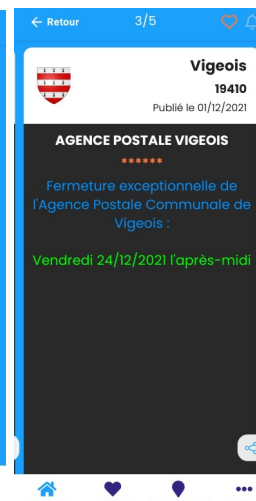 ← Retour
3/5
Vigeois
19410
Publié le 01/12/2021
AGENCE POSTALE VIGEOIS
******
Fermeture exceptionnelle de
l'Agence Postale Communale de
Vigeois :
Vendredi 24/12/2021 l'après-midi